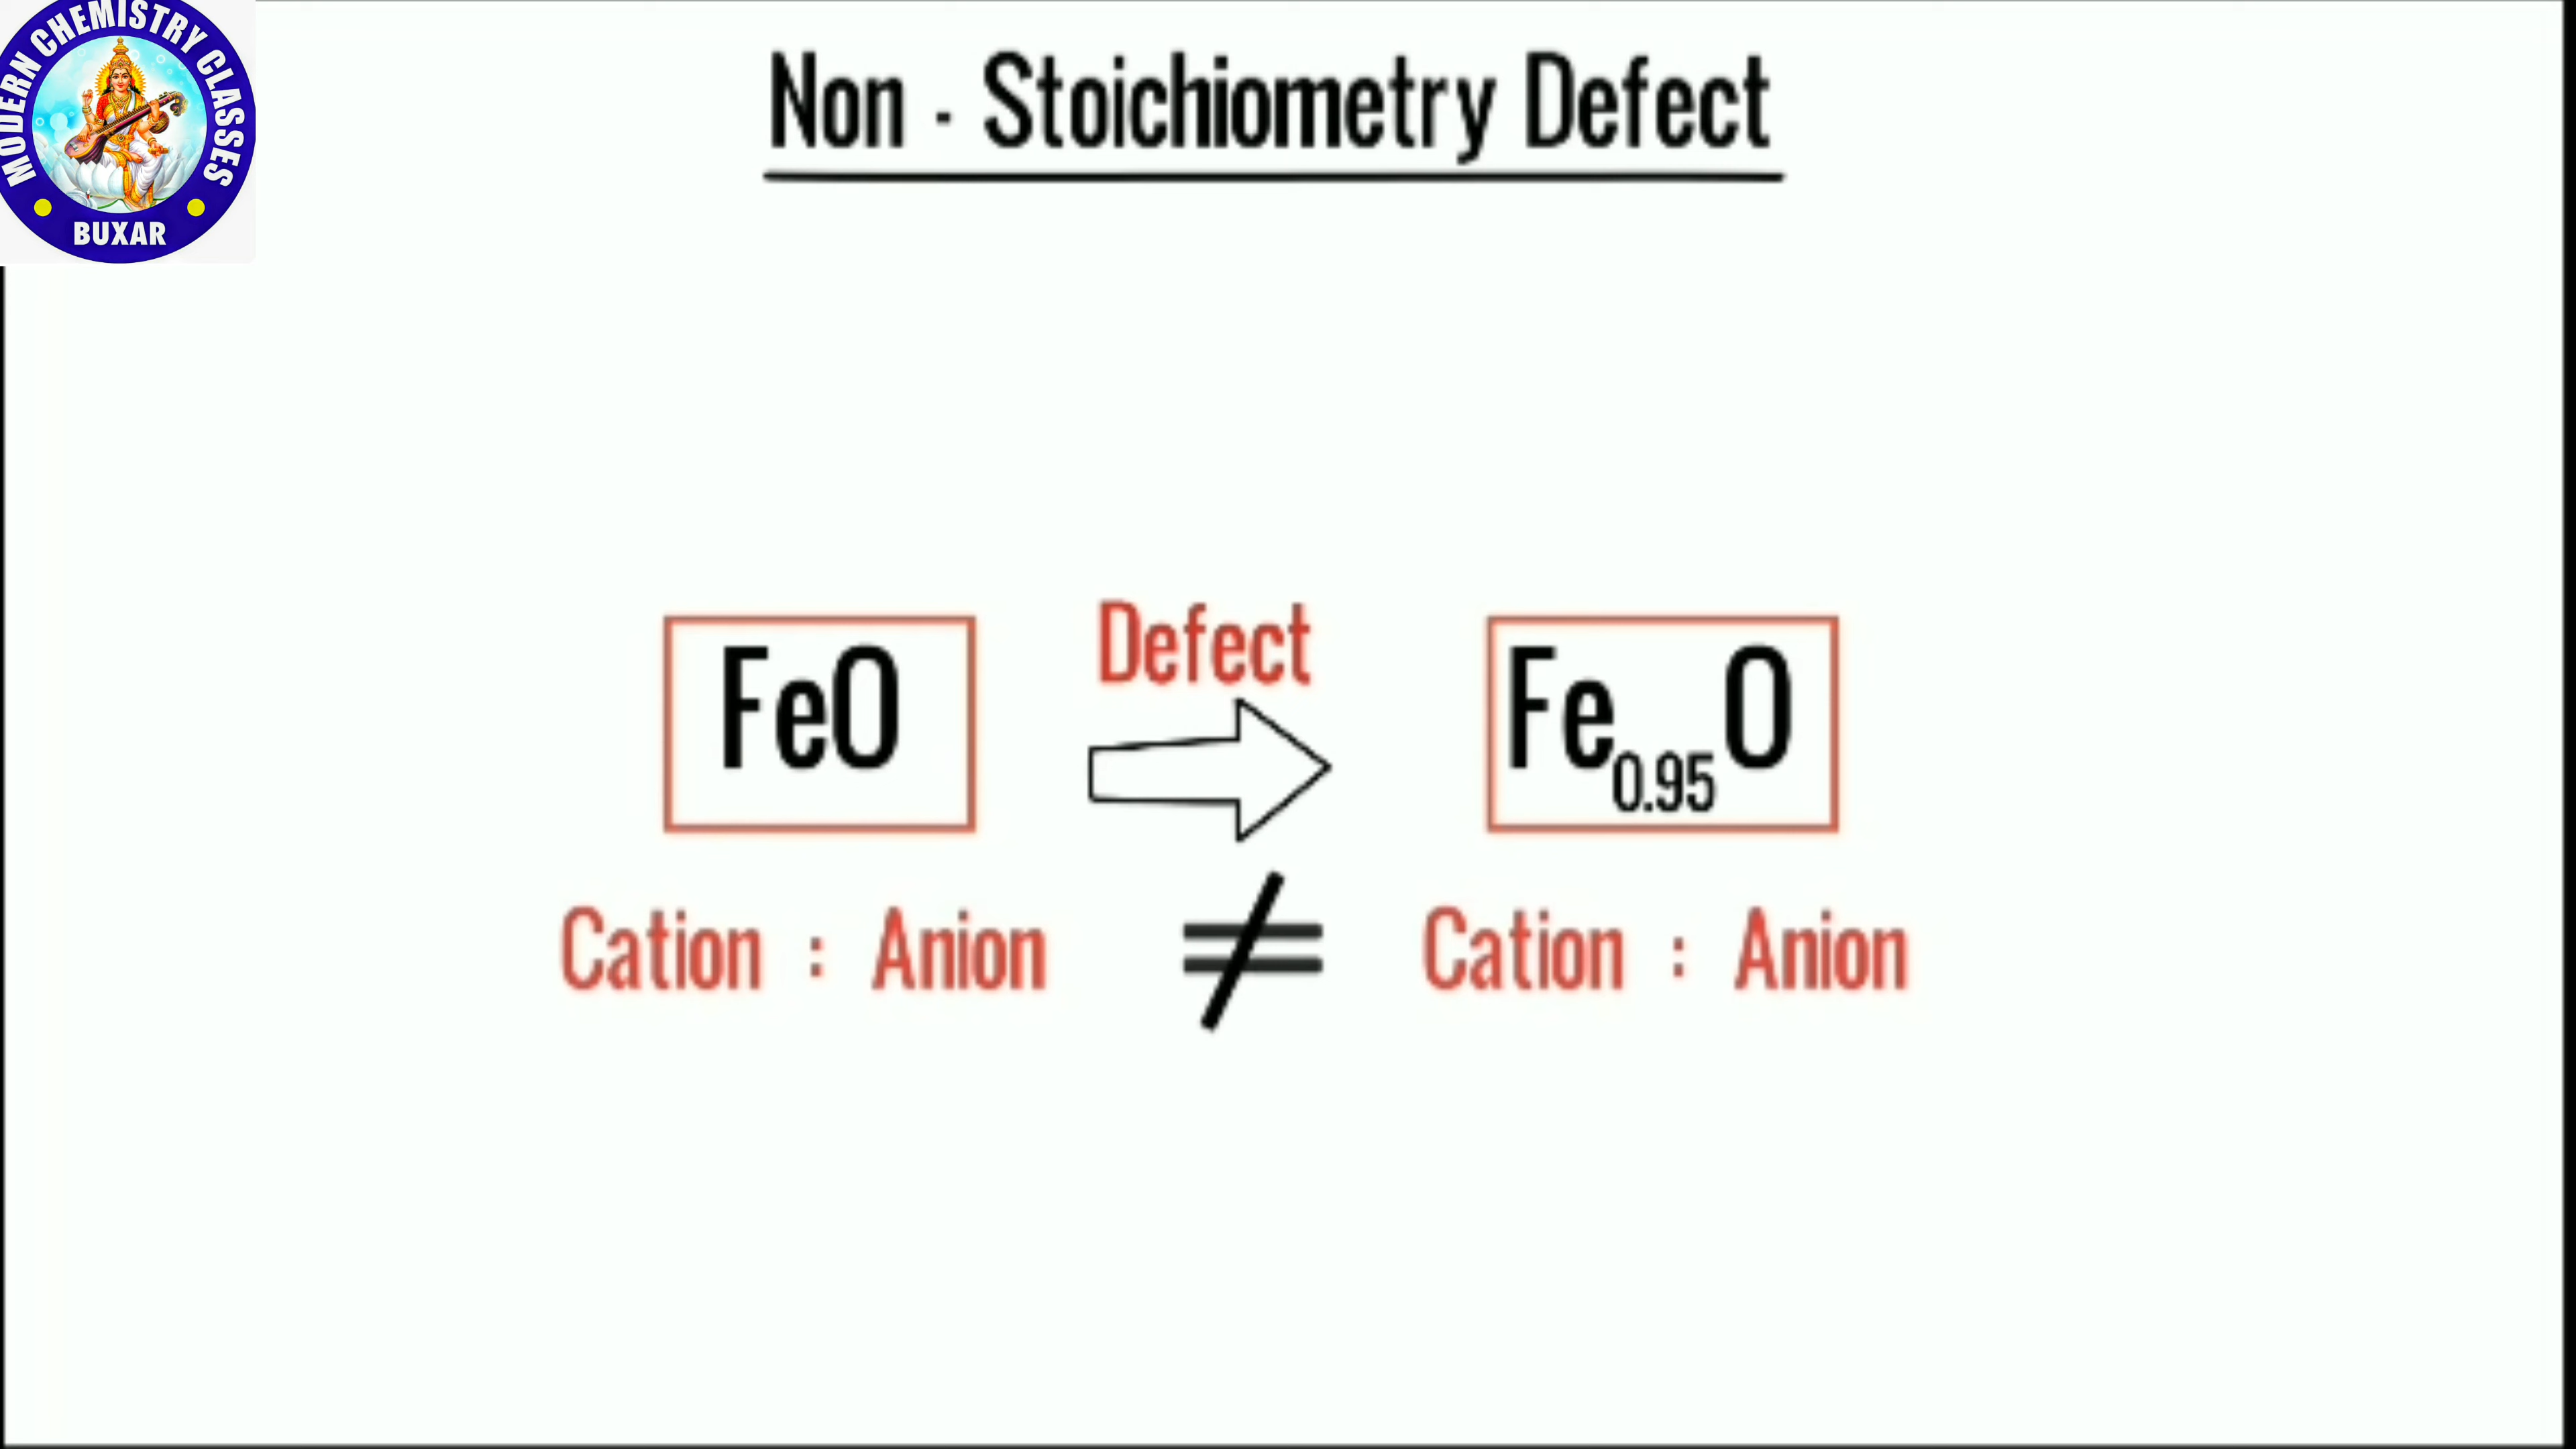 MODERN CHEMISTRY CLASSES
BUXAR
Non - Stoichiometry Defect
FeO Defect Fe0.95O
Cation : Anion ≠ Cation : Anion